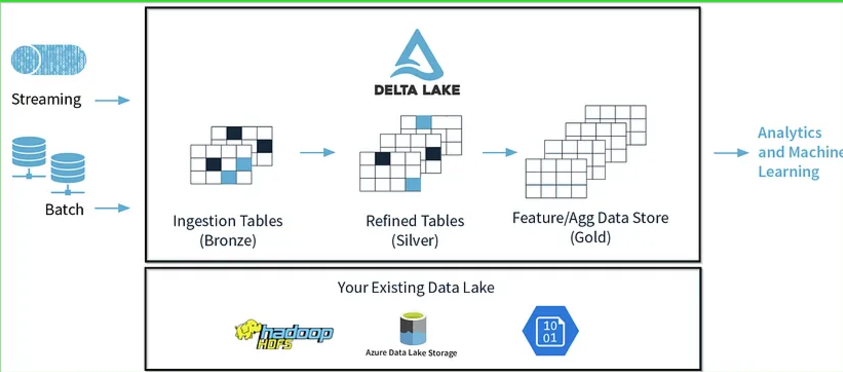 DELTA LAKE
Streaming
Batch
Ingestion Tables
(Bronze)
Refined Tables
(Silver)
Feature/Agg Data Store
(Gold)
Analytics
and Machine
Learning
Your Existing Data Lake
hadoop
HDFS
Azure Data Lake Storage
10
01